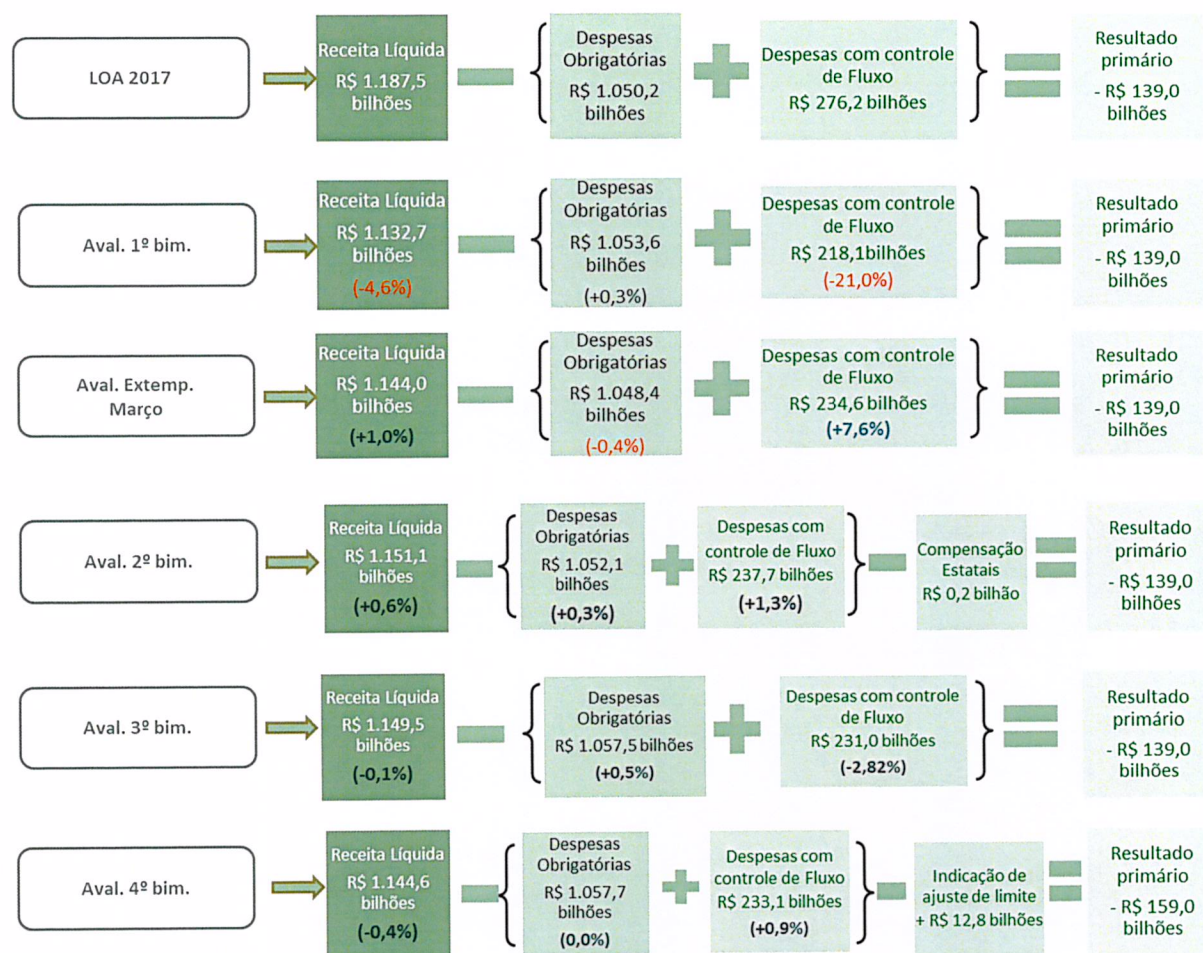 LOA 2017
Receita Líquida
R$ 1.187,5
bilhões
Despesas
Obrigatórias
R$ 1.050,2
bilhões
Despesas com controle
de Fluxo
R$ 276,2 bilhões
Resultado
primário
- R$ 139,0
bilhões
Aval. 1º bim.
Receita Líquida
R$ 1.132,7
bilhões
(-4,6%)
Despesas
Obrigatórias
R$ 1.053,6
bilhões
(+0,3%)
Despesas com controle
de Fluxo
R$ 218,1bilhões
(-21,0%)
Resultado
primário
- R$ 139,0
bilhões
Aval. Extemp.
Março
Receita Líquida
R$ 1.144,0
bilhões
(+1,0%)
Despesas
Obrigatórias
R$ 1.048,4
bilhões
(-0,4%)
Despesas com controle
de Fluxo
R$ 234,6 bilhões
(+7,6%)
Resultado
primário
- R$ 139,0
bilhões
Aval. 2º bim.
Receita Líquida
R$ 1.151,1
bilhões
(+0,6%)
Despesas
Obrigatórias
R$ 1.052,1
bilhões
(+0,3%)
Despesas com
controle de Fluxo
R$ 237,7 bilhões
(+1,3%)
Compensação
Estatais
R$ 0,2 bilhão
Resultado
primário
- R$ 139,0
bilhões
Aval. 3º bim.
Receita Líquida
R$ 1.149,5
bilhões
(-0,1%)
Despesas
Obrigatórias
R$ 1.057,5 bilhões
(+0,5%)
Despesas com controle
de Fluxo
R$ 231,0 bilhões
(-2,82%)
Resultado
primário
- R$ 139,0
bilhões
Aval. 4º bim.
Receita Líquida
R$ 1.144,6
bilhões
(-0,4%)
Despesas
Obrigatórias
R$ 1.057,7
bilhões
(0,0%)
Despesas com
controle de Fluxo
R$ 233,1 bilhões
(+0,9%)
Indicação de
ajuste de limite
+ R$ 12,8 bilhões
Resultado
primário
- R$ 159,0
bilhões